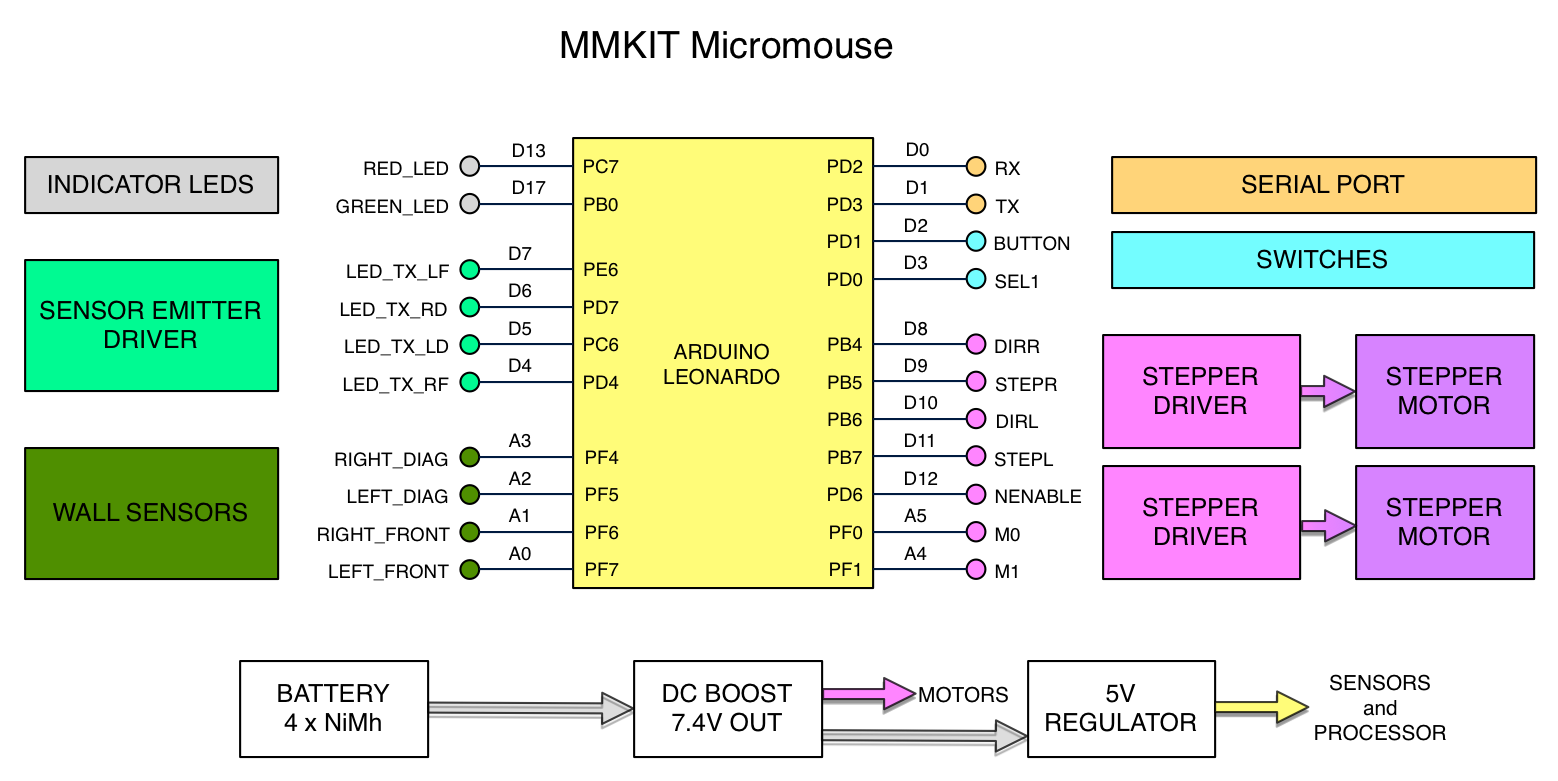 MMKIT Micromouse
INDICATOR LEDS
RED_LED
D13
PC7
GREEN_LED
D17
PB0
SENSOR EMITTER
DRIVER
LED_TX_LF
D7
PE6
LED_TX_RD
D6
PD7
LED_TX_LD
D5
PC6
LED_TX_RF
D4
PD4
WALL SENSORS
RIGHT_DIAG
A3
PF4
LEFT_DIAG
A2
PF5
RIGHT_FRONT
A1
PF6
LEFT_FRONT
A0
PF7
ARDUINO
LEONARDO
PD2
D0
RX
PD3
D1
TX
PD1
D2
BUTTON
PD0
D3
SEL1
PB4
D8
DIRR
PB5
D9
STEPR
PB6
D10
DIRL
PB7
D11
STEPL
PD6
D12
NENABLE
PF0
A5
M0
PF1
A4
M1
SERIAL PORT
SWITCHES
STEPPER
DRIVER
STEPPER
MOTOR
STEPPER
DRIVER
STEPPER
MOTOR
BATTERY
4 x NiMh
DC BOOST
7.4V OUT
MOTORS
5V
REGULATOR
SENSORS
and
PROCESSOR